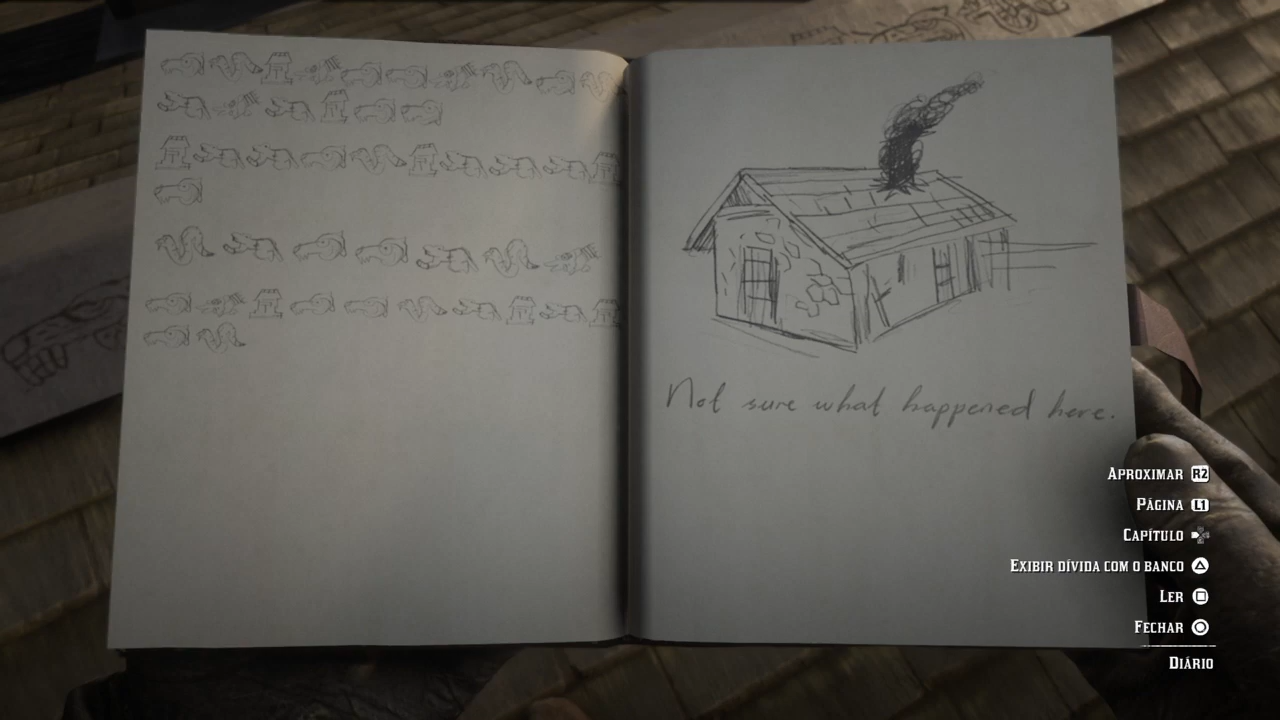 Not sure what happened here.
APROXIMAR R2
PÁGINA L1
CAPÍTULO
EXIBIR DÍVIDA COM O BANCO
LER
FECHAR
DIÁRIO